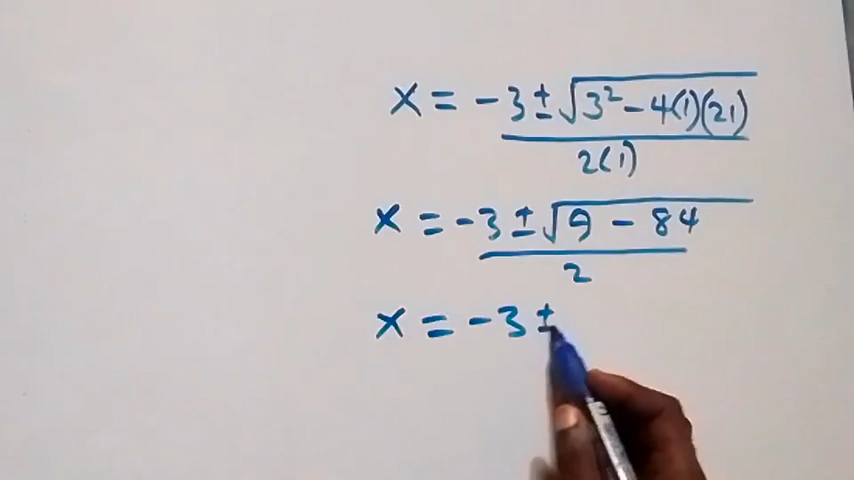 x = -3 ± √3² - 4(1)(21)
2(1)
x = -3 ± √9 - 84
2
x = -3 ±